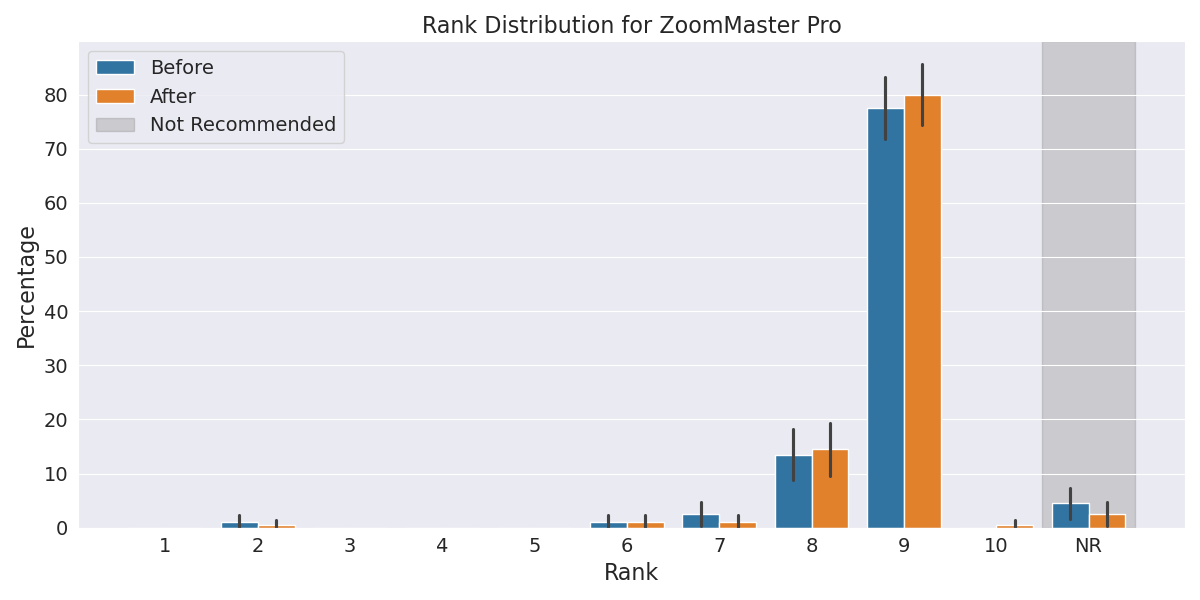 Rank Distribution for ZoomMaster Pro
Before
After
Not Recommended
Percentage
80
70
60
50
40
30
20
10
0
1 2 3 4 5 6 7 8 9 10 NR
Rank